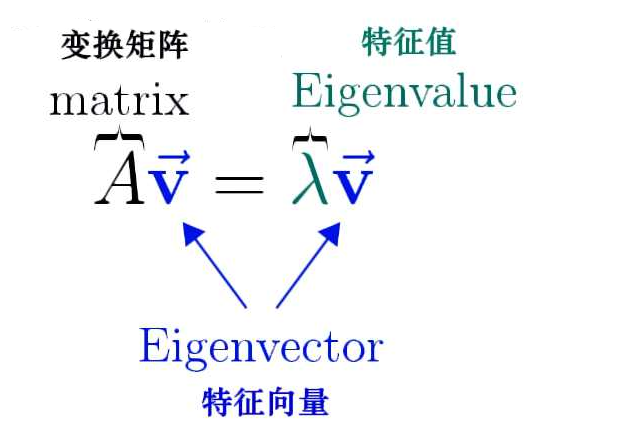 变换矩阵 特征值
matrix Eigenvalue
Av⃗ = λv⃗
Eigenvector
特征向量